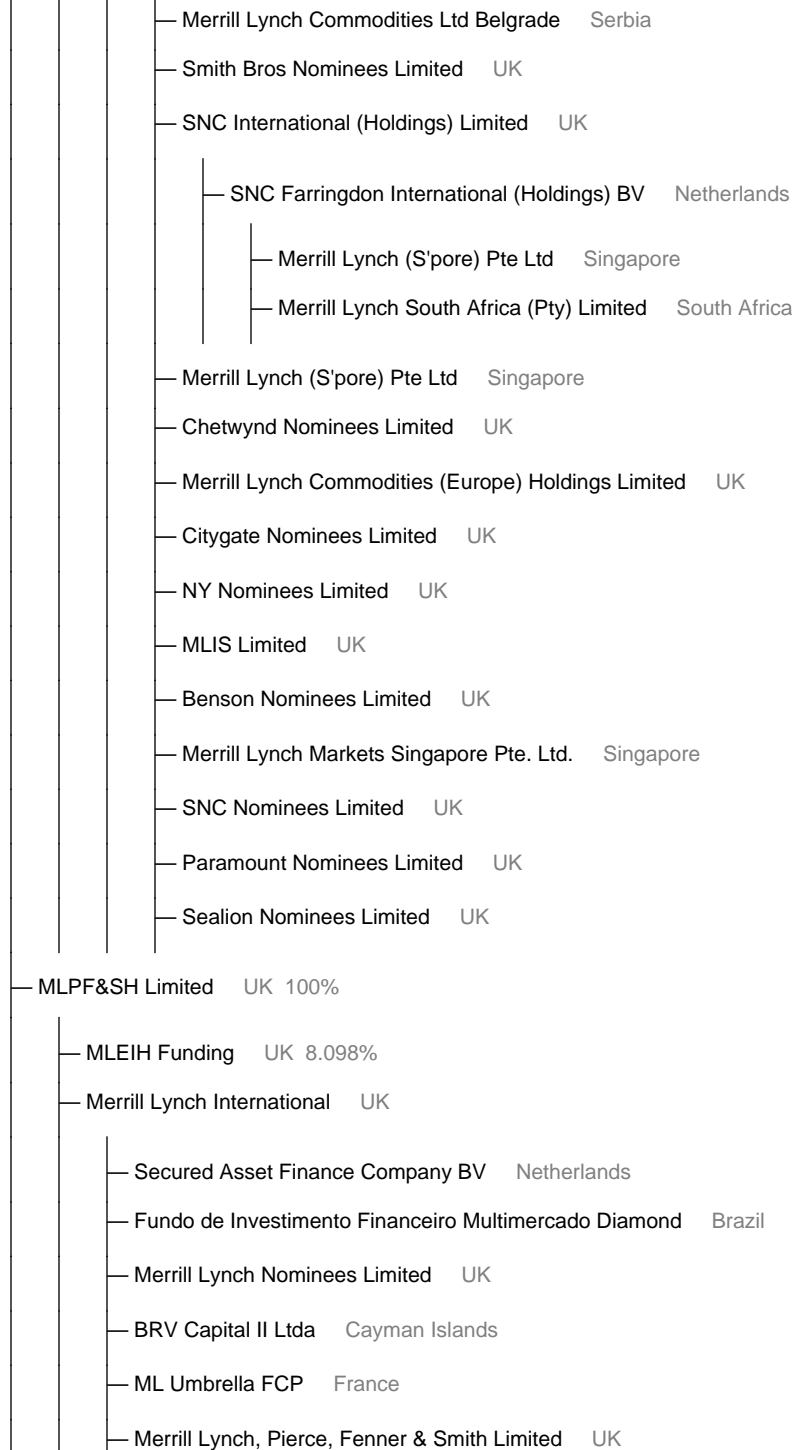 Merrill Lynch Commodities Ltd Belgrade Serbia
Smith Bros Nominees Limited UK
SNC International (Holdings) Limited UK
SNC Farringdon International (Holdings) BV Netherlands
Merrill Lynch (S'pore) Pte Ltd Singapore
Merrill Lynch South Africa (Pty) Limited South Africa
Merrill Lynch (S'pore) Pte Ltd Singapore
Chetwynd Nominees Limited UK
Merrill Lynch Commodities (Europe) Holdings Limited UK
Citygate Nominees Limited UK
NY Nominees Limited UK
MLIS Limited UK
Benson Nominees Limited UK
Merrill Lynch Markets Singapore Pte. Ltd. Singapore
SNC Nominees Limited UK
Paramount Nominees Limited UK
Sealion Nominees Limited UK
MLPF&SH Limited UK 100%
MLEIH Funding UK 8.098%
Merrill Lynch International UK
Secured Asset Finance Company BV Netherlands
Fundo de Investimento Financeiro Multimercado Diamond Brazil
Merrill Lynch Nominees Limited UK
BRV Capital II Ltda Cayman Islands
ML Umbrella FCP France
Merrill Lynch, Pierce, Fenner & Smith Limited UK